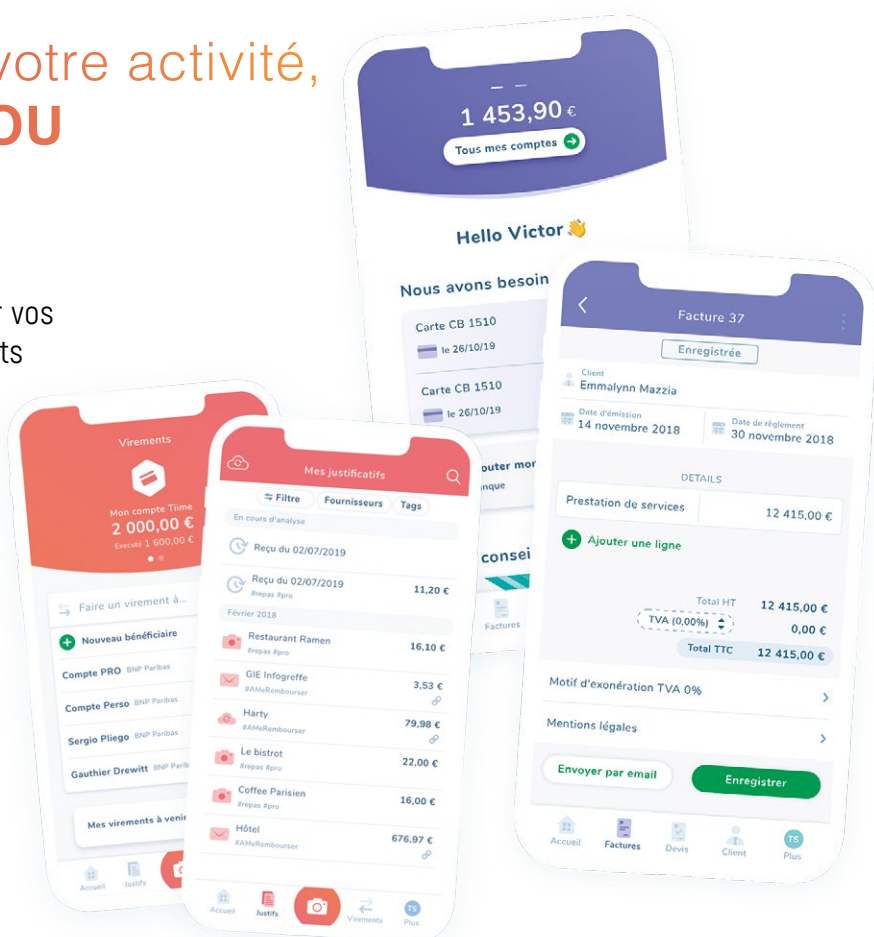 votre activité,
OU
r vos
ts
1 453,90 €
Tous mes comptes
Hello Victor 👋
Nous avons besoin
Carte CB 1510
le 26/10/19
Carte CB 1510
le 26/10/19
outer mon
nque
consei
Factures
Virements
Mon compte Tiime
2 000,00 €
Executé 1 600,00 €
Faire un virement à...
Nouveau bénéficiaire
Compte PRO BNP Paribas
Compte Perso BNP Paribas
Sergio Pliego BNP Paribas
Gauthier Drewitt BNP Parib
Mes virements à venir
Accueil Justifs
Mes justificatifs
Filtre Fournisseurs Tags
En cours d'analyse
Reçu du 02/07/2019
Reçu du 02/07/2019 11,20 €
#repas #pro
Février 2018
Restaurant Ramen 16,10 €
#repas #pro
GIE Infogreffe 3,53 €
#AMeRembourser
Harty 79,98 €
#AMeRembourser
Le bistrot 22,00 €
#repas #pro
Coffee Parisien 16,00 €
#repas #pro
Hôtel 676,97 €
#AMeRembourser
Accueil Justifs Virements TS Plus
Facture 37
Enregistrée
Client
Emmalynn Mazzia
Date d'émission Date de règlement
14 novembre 2018 30 novembre 2018
DETAILS
Prestation de services 12 415,00 €
Ajouter une ligne
Total HT 12 415,00 €
TVA (0,00%) 0,00 €
Total TTC 12 415,00 €
Motif d'exonération TVA 0%
Mentions légales
Envoyer par email Enregistrer
Accueil Factures Devis Client TS Plus